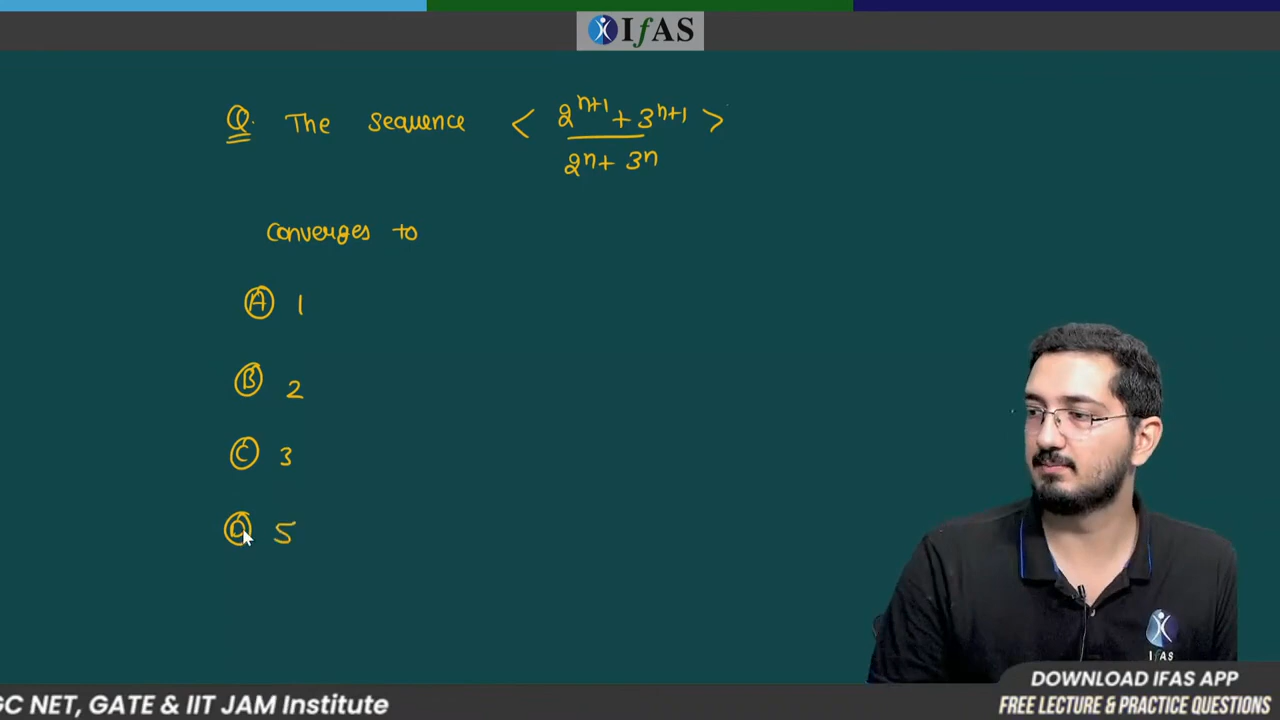 IfAS
Q. The sequence < 2^{n+1} + 3^{n+1} / 2^n + 3^n >
Converges to
A 1
B 2
C 3
D 5
IfAS
DOWNLOAD IFAS APP
GC NET, GATE & IIT JAM Institute
FREE LECTURE & PRACTICE QUESTIONS